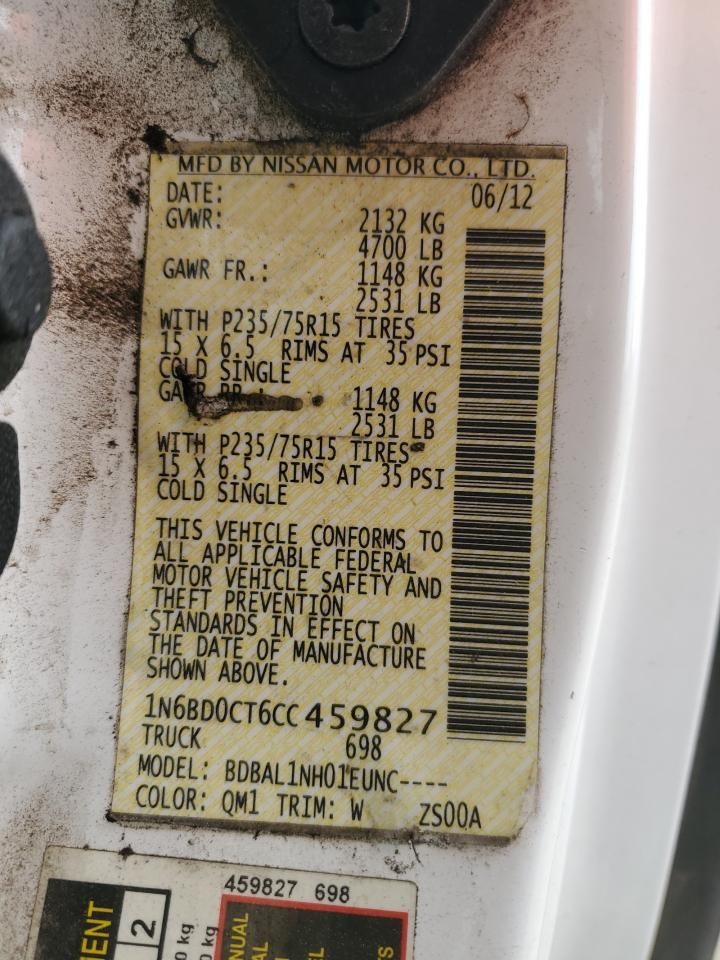 MFD BY NISSAN MOTOR CO., LTD.
DATE: 06/12
GVWR: 2132 KG
4700 LB
GAWR FR.: 1148 KG
2531 LB
WITH P235/75R15 TIRES
15 X 6.5 RIMS AT 35 PSI
COLD SINGLE
GAWR RR.: 1148 KG
2531 LB
WITH P235/75R15 TIRES
15 X 6.5 RIMS AT 35 PSI
COLD SINGLE
THIS VEHICLE CONFORMS TO
ALL APPLICABLE FEDERAL
MOTOR VEHICLE SAFETY AND
THEFT PREVENTION
STANDARDS IN EFFECT ON
THE DATE OF MANUFACTURE
SHOWN ABOVE.
1N6BD0CT6CC459827
TRUCK 698
MODEL: BDBAL1NH01EUNC----
COLOR: QM1 TRIM: W ZS00A
459827 698
2
kg
kg